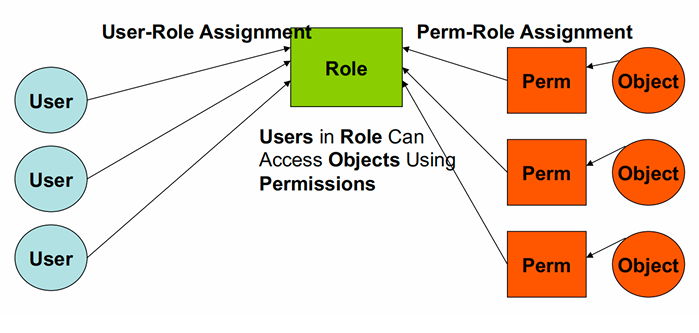 User-Role Assignment
Perm-Role Assignment
Role
User
Perm
Object
Users in Role Can
Access Objects Using
Permissions
User
Perm
Object
User
Perm
Object